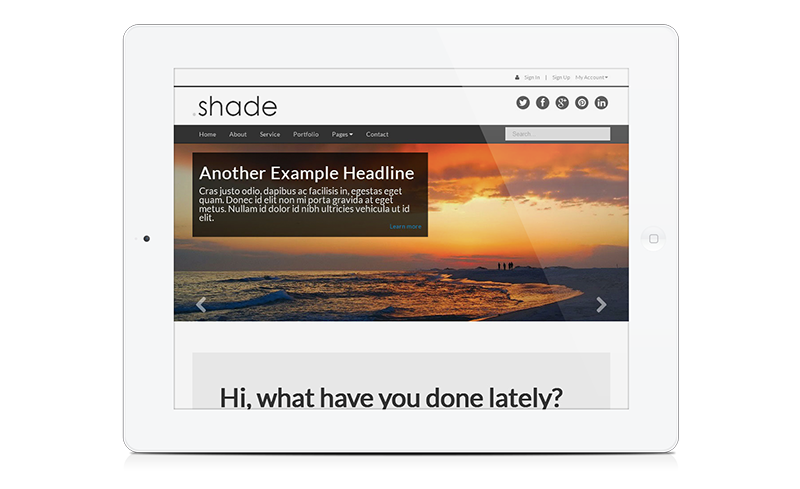 Sign In | Sign Up My Account
+shade
Home About Service Portfolio Pages Contact Search...
Another Example Headline
Cras justo odio, dapibus ac facilisis in, egestas eget
quam. Donec id elit non mi porta gravida at eget
metus. Nullam id dolor id nibh ultricies vehicula ut id
elit.
Learn more
Hi, what have you done lately?